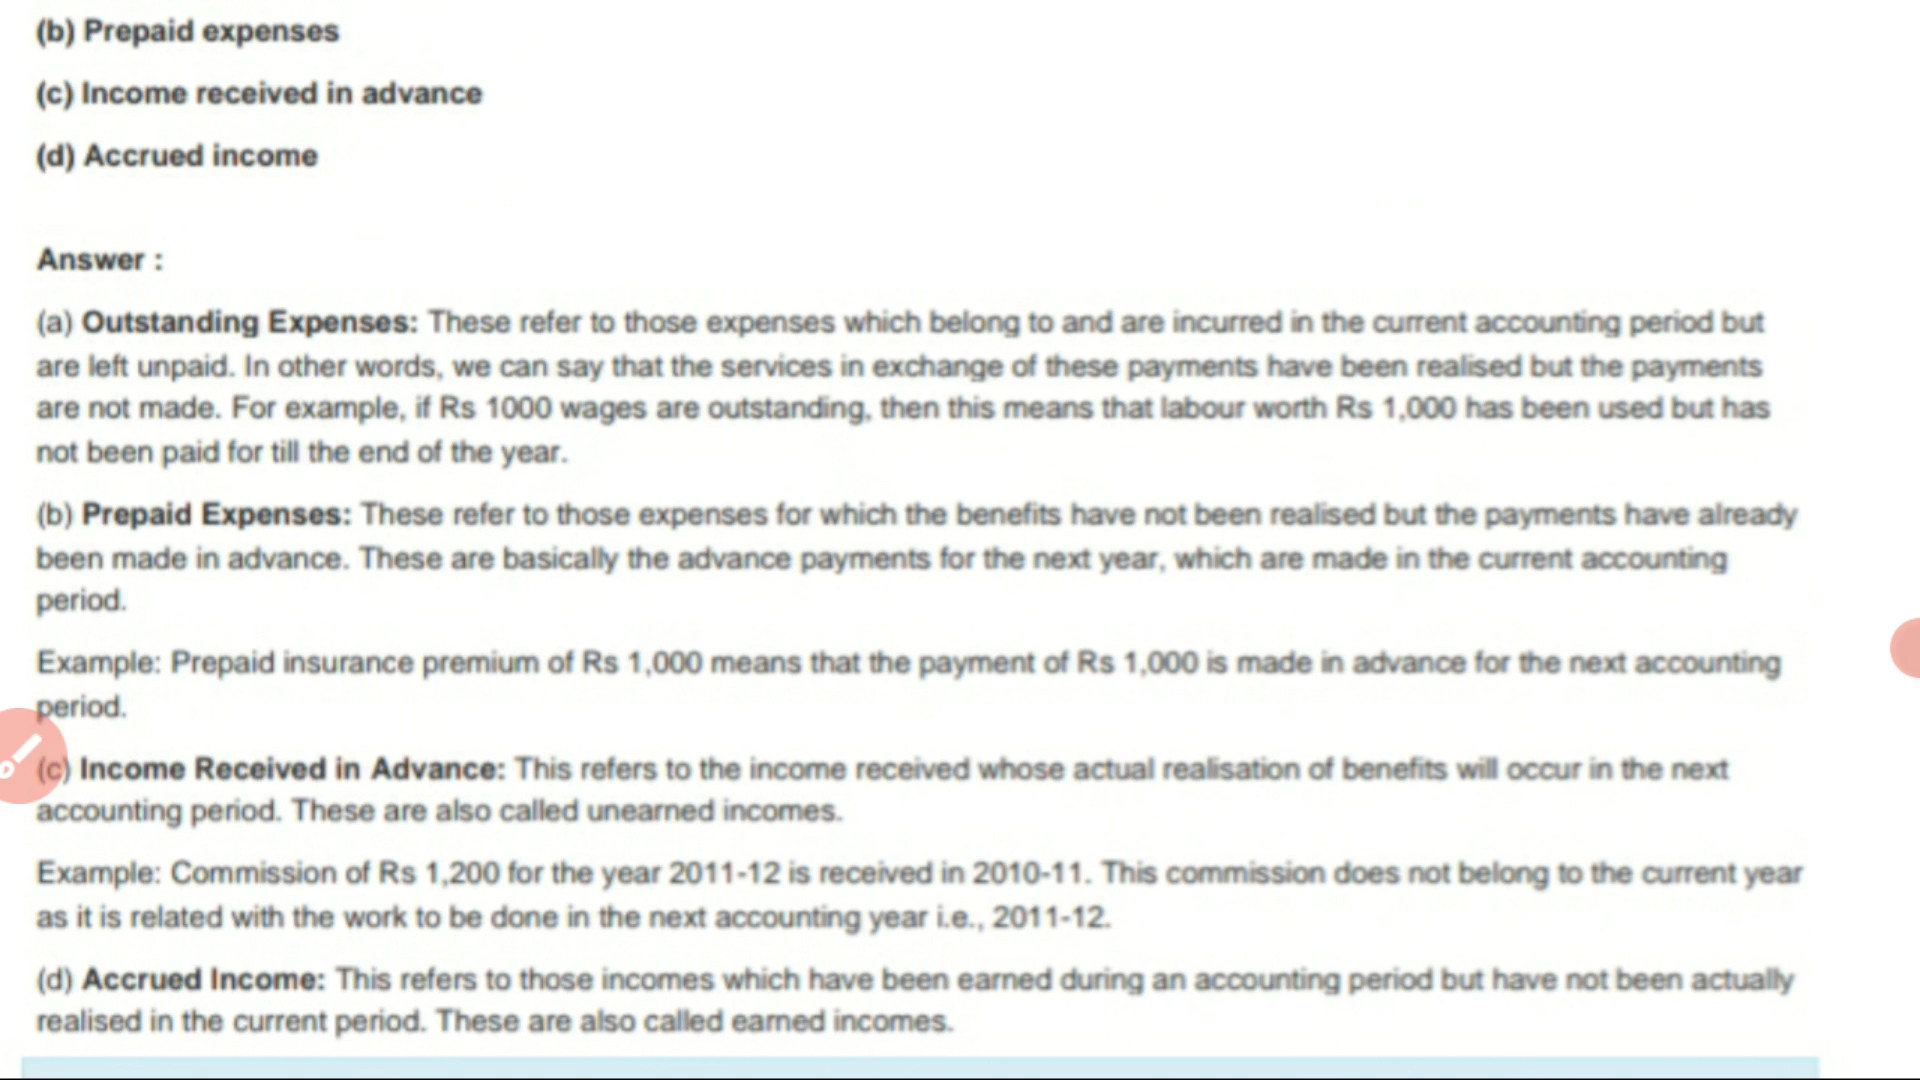 (b) Prepaid expenses
(c) Income received in advance
(d) Accrued income
Answer :
(a) Outstanding Expenses: These refer to those expenses which belong to and are incurred in the current accounting period but
are left unpaid. In other words, we can say that the services in exchange of these payments have been realised but the payments
are not made. For example, if Rs 1000 wages are outstanding, then this means that labour worth Rs 1,000 has been used but has
not been paid for till the end of the year.
(b) Prepaid Expenses: These refer to those expenses for which the benefits have not been realised but the payments have already
been made in advance. These are basically the advance payments for the next year, which are made in the current accounting
period.
Example: Prepaid insurance premium of Rs 1,000 means that the payment of Rs 1,000 is made in advance for the next accounting
period.
(c) Income Received in Advance: This refers to the income received whose actual realisation of benefits will occur in the next
accounting period. These are also called unearned incomes.
Example: Commission of Rs 1,200 for the year 2011-12 is received in 2010-11. This commission does not belong to the current year
as it is related with the work to be done in the next accounting year i.e., 2011-12.
(d) Accrued Income: This refers to those incomes which have been earned during an accounting period but have not been actually
realised in the current period. These are also called earned incomes.